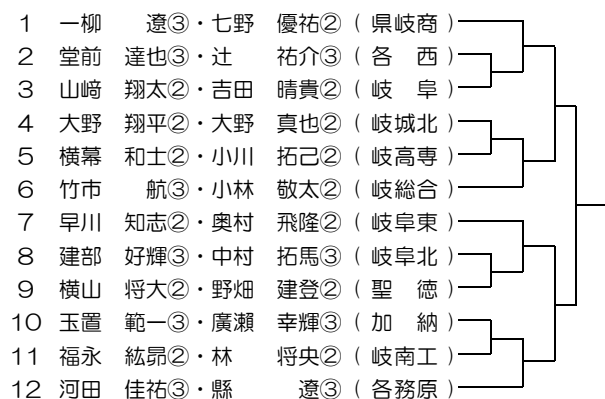 1 一柳 遼③・七野 優祐② ( 県岐商 )
2 堂前 達也③・辻 祐介③ ( 各 西 )
3 山﨑 翔太②・吉田 晴貴② ( 岐 阜 )
4 大野 翔平②・大野 真也② ( 岐城北 )
5 横幕 和士②・小川 拓己② ( 岐高専 )
6 竹市 航③・小林 敬太② ( 岐総合 )
7 早川 知志②・奥村 飛隆② ( 岐阜東 )
8 建部 好輝③・中村 拓馬③ ( 岐阜北 )
9 横山 将大②・野畑 建登② ( 聖 徳 )
10 玉置 範一③・廣瀬 幸輝③ ( 加 納 )
11 福永 紘昴②・林 将央② ( 岐南工 )
12 河田 佳祐③・縣 遼③ ( 各務原 )